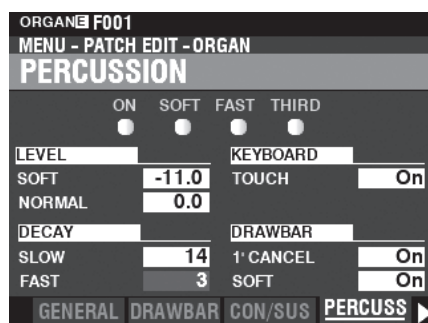 ORGAN E F001
MENU - PATCH EDIT - ORGAN
PERCUSSION
ON SOFT FAST THIRD
LEVEL KEYBOARD
SOFT -11.0 TOUCH On
NORMAL 0.0
DECAY DRAWBAR
SLOW 14 1' CANCEL On
FAST 3 SOFT On
GENERAL DRAWBAR CON/SUS PERCUSS